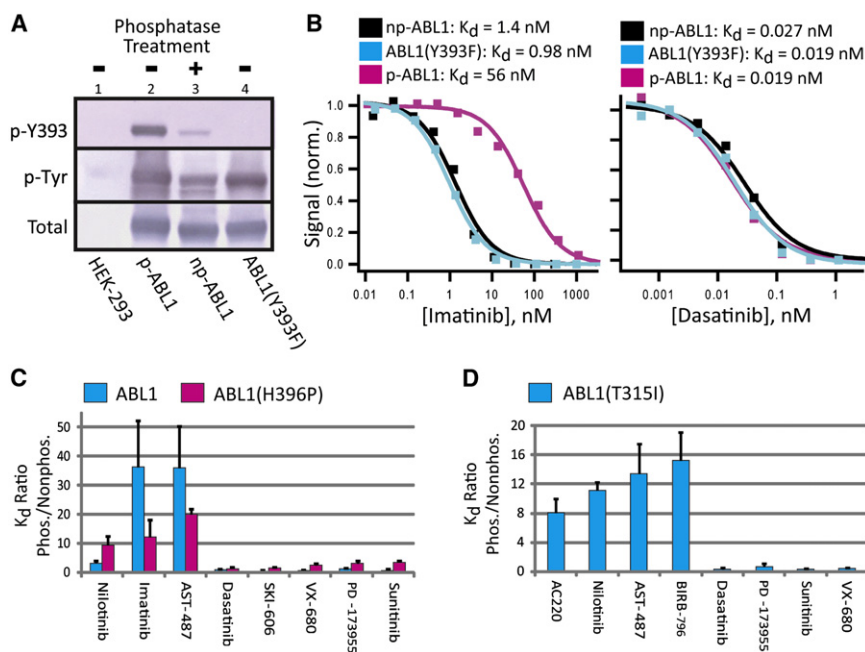 A
Phosphatase
Treatment
- - + -
1 2 3 4
p-Y393
p-Tyr
Total
HEK-293
p-ABL1
np-ABL1
ABL1(Y393F)
B
np-ABL1: Kd = 1.4 nM
ABL1(Y393F): Kd = 0.98 nM
p-ABL1: Kd = 56 nM
Signal (norm.)
1.0
0.8
0.6
0.4
0.2
0.0
0.01 0.1 1 10 100 1000
[Imatinib], nM
np-ABL1: Kd = 0.027 nM
ABL1(Y393F): Kd = 0.019 nM
p-ABL1: Kd = 0.019 nM
0.001 0.01 0.1 1
[Dasatinib], nM
C
ABL1 ABL1(H396P)
Kd Ratio
Phos./Nonphos.
50
40
30
20
10
0
Nilotinib
Imatinib
AST-487
Dasatinib
SKI-606
VX-680
PD -173955
Sunitinib
D
ABL1(T315I)
Kd Ratio
Phos./Nonphos.
20
16
12
8
4
0
AC220
Nilotinib
AST-487
BIRB-796
Dasatinib
PD -173955
Sunitinib
VX-680